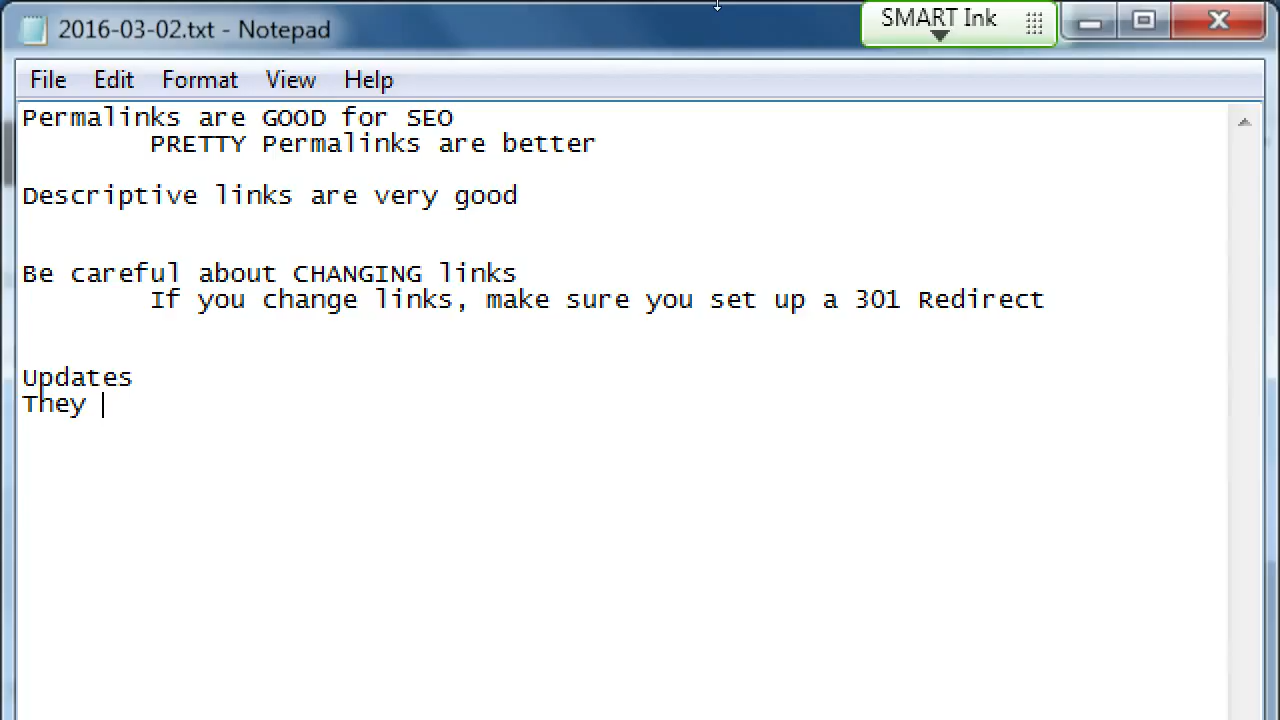 2016-03-02.txt - Notepad
SMART Ink
File Edit Format View Help
Permalinks are GOOD for SEO
PRETTY Permalinks are better
Descriptive links are very good
Be careful about CHANGING links
If you change links, make sure you set up a 301 Redirect
Updates
They